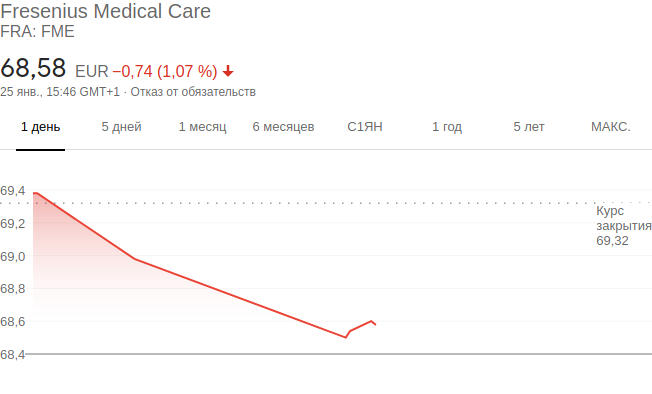 Fresenius Medical Care
FRA: FME
68,58 EUR −0,74 (1,07 %)
25 янв., 15:46 GMT+1 · Отказ от обязательств
1 день 5 дней 1 месяц 6 месяцев С1ЯН 1 год 5 лет МАКС.
69,4
69,2
69,0
68,8
68,6
68,4
Курс
закрытия
69,32